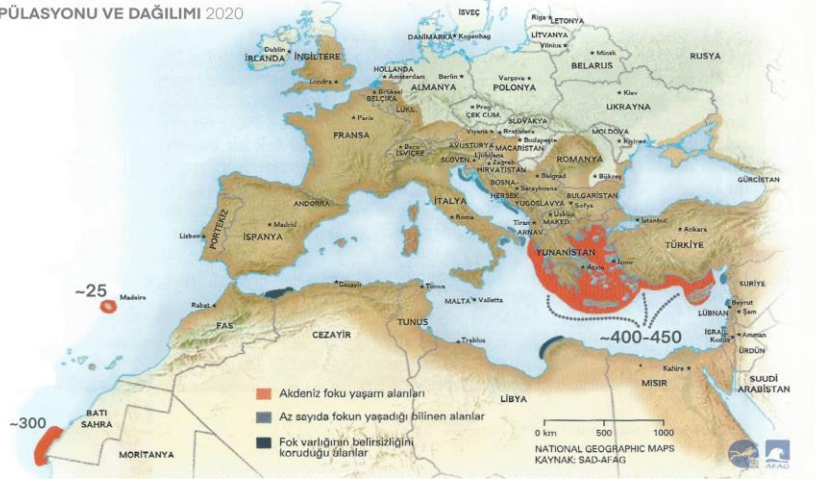 PÜLASYONU VE DAĞILIMI 2020
İSVEÇ
Riga
LETONYA
DANİMARKA
Kopenhag
LİTVANYA
Vilnius
Minsk
RUSYA
Dublin
İRLANDA
İNGİLTERE
BELARUS
HOLLANDA
Amsterdam
Berlin
Varşova
Londra
ALMANYA
POLONYA
Brüksel
BELÇİKA
Kiev
LÜKS.
Prag
ÇEK CUM.
UKRAYNA
Paris
SLOVAKYA
FRANSA
Viyana
Bratislava
MOLDOVA
Budapeşte
Kişinev
Bern
İSVİÇRE
AVUSTURYA
MACARİSTAN
Ljubljana
SLOVEN.
Zagreb
ROMANYA
HIRVATİSTAN
BOSNA-
HERSEK
Belgrad
Bükreş
Saraybosna
GÜRCİSTAN
ANDORRA
İTALYA
YUGOSLAVYA
BULGARİSTAN
Sofya
Üsküp
Roma
Tiran
MAKED.
İstanbul
ARNAV.
PORTEKİZ
Madrid
Lizbon
İSPANYA
Ankara
YUNANİSTAN
TÜRKİYE
Atina
İzmir
~25
Madeira
Rabat
Cezayir
Tunus
SURİYE
MALTA
Valletta
Beyrut
LÜBNAN
Şam
FAS
TUNUS
CEZAYİR
~400-450
İSRAİL
Kudüs
Amman
Trablus
ÜRDÜN
Kahire
MISIR
SUUDİ
ARABİSTAN
LİBYA
BATI
SAHRA
~300
MORİTANYA
Akdeniz foku yaşam alanları
Az sayıda fokun yaşadığı bilinen alanlar
Fok varlığının belirsizliğini
koruduğu alanlar
0 km 500 1000
NATIONAL GEOGRAPHIC MAPS
KAYNAK: SAD-AFAG
AFAG